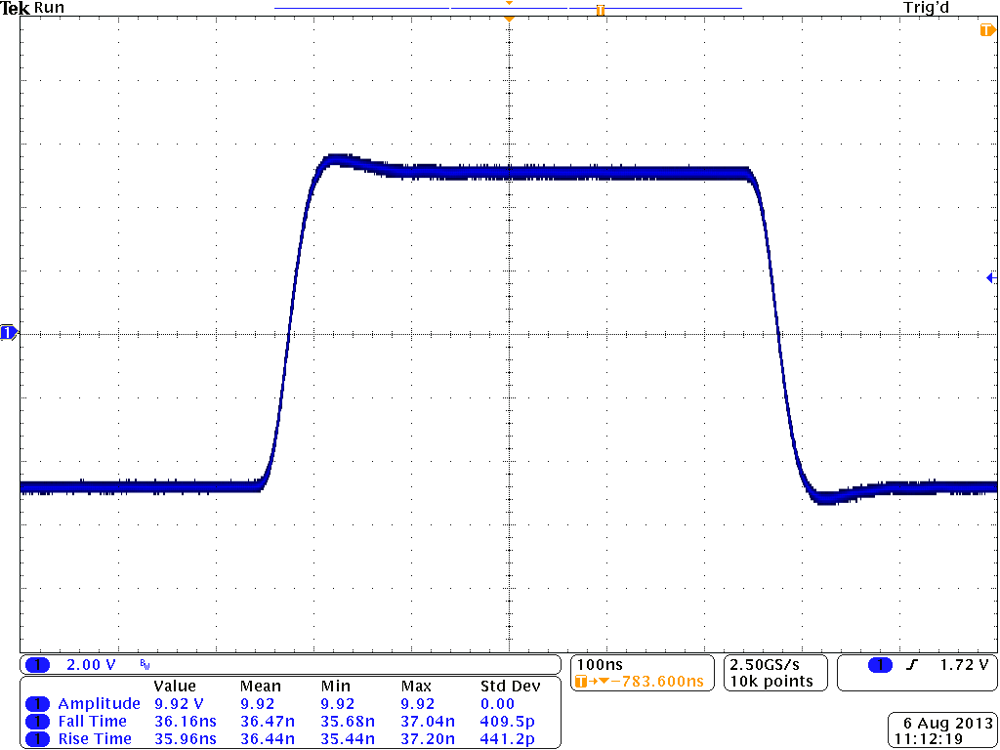 Tek Run Trig'd
T
T
1
1 2.00 V BW
100ns
T→▼−783.600ns
2.50GS/s
10k points
1 ƒ 1.72 V
Value Mean Min Max Std Dev
1 Amplitude 9.92 V 9.92 9.92 9.92 0.00
1 Fall Time 36.16ns 36.47n 35.68n 37.04n 409.5p
1 Rise Time 35.96ns 36.44n 35.44n 37.20n 441.2p
6 Aug 2013
11:12:19